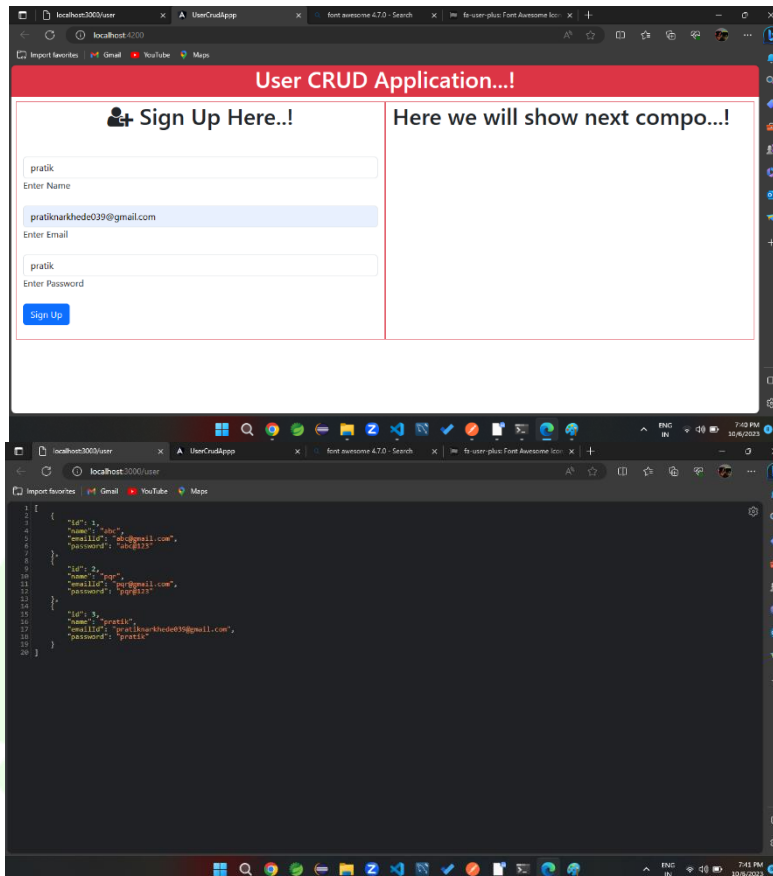 localhost:3000/user
UserCrudAppp
font awesome 4.7.0 - Search
fa-user-plus: Font Awesome Icon
localhost:4200
Import favorites
Gmail
YouTube
Maps
User CRUD Application...!
Sign Up Here..!
pratik
Enter Name
pratiknarkhede039@gmail.com
Enter Email
pratik
Enter Password
Sign Up
Here we will show next compo...!
ENG
IN
7:40 PM
10/6/2023
localhost:3000/user
UserCrudAppp
font awesome 4.7.0 - Search
fa-user-plus: Font Awesome Icon
localhost:3000/user
Import favorites
Gmail
YouTube
Maps
1 [
2 {
3 "id": 1,
4 "name": "abc",
5 "emailId": "abc@gmail.com",
6 "password": "abc@123"
7 },
8 {
9 "id": 2,
10 "name": "pqr",
11 "emailId": "pqr@gmail.com",
12 "password": "pqr@123"
13 },
14 {
15 "id": 3,
16 "name": "pratik",
17 "emailId": "pratiknarkhede039@gmail.com",
18 "password": "pratik"
19 }
20 ]
ENG
IN
7:41 PM
10/6/2023